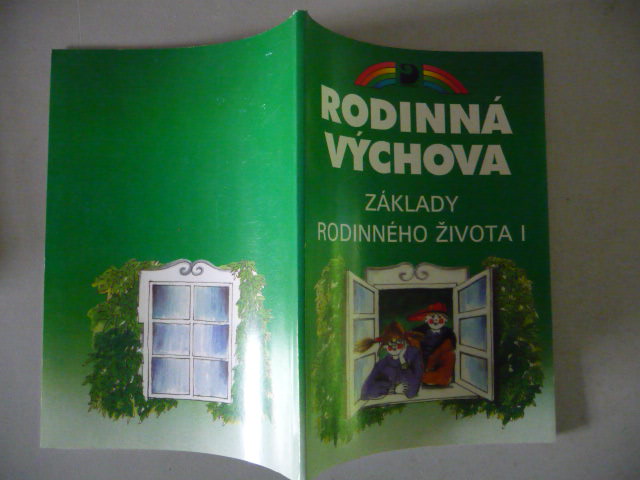 RODINNÁ
VÝCHOVA
ZÁKLADY
RODINNÉHO ŽIVOTA I